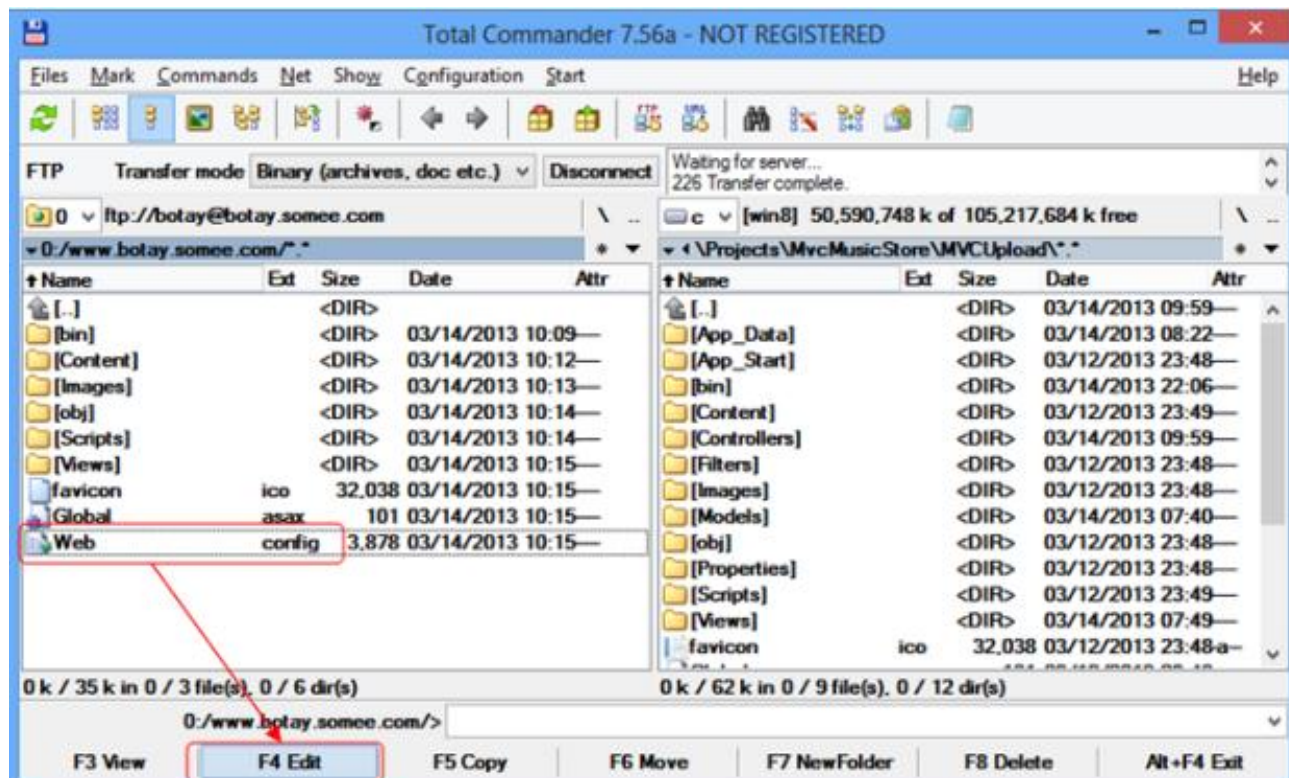 Total Commander 7.56a - NOT REGISTERED
Files Mark Commands Net Show Configuration Start Help
FTP Transfer mode Binary (archives, doc etc.) Disconnect
Waiting for server...
226 Transfer complete.
0 ftp://botay@botay.somee.com \ ..
c [win8] 50,590,748 k of 105,217,684 k free \ ..
0:/www.botay.somee.com/*.* * 
\Projects\MvcMusicStore\MVCUpload\*.* *
Name Ext Size Date Attr
[..] <DIR>
[bin] <DIR> 03/14/2013 10:09----
[Content] <DIR> 03/14/2013 10:12----
[Images] <DIR> 03/14/2013 10:13----
[obj] <DIR> 03/14/2013 10:14----
[Scripts] <DIR> 03/14/2013 10:14----
[Views] <DIR> 03/14/2013 10:15----
favicon ico 32,038 03/14/2013 10:15----
Global asax 101 03/14/2013 10:15----
Web config 3,878 03/14/2013 10:15----
0 k / 35 k in 0 / 3 file(s), 0 / 6 dir(s)
Name Ext Size Date Attr
[..] <DIR> 03/14/2013 09:59----
[App_Data] <DIR> 03/14/2013 08:22----
[App_Start] <DIR> 03/12/2013 23:48----
[bin] <DIR> 03/14/2013 22:06----
[Content] <DIR> 03/12/2013 23:49----
[Controllers] <DIR> 03/14/2013 09:59----
[Filters] <DIR> 03/12/2013 23:48----
[Images] <DIR> 03/12/2013 23:48----
[Models] <DIR> 03/14/2013 07:40----
[obj] <DIR> 03/12/2013 23:48----
[Properties] <DIR> 03/12/2013 23:48----
[Scripts] <DIR> 03/12/2013 23:49----
[Views] <DIR> 03/14/2013 07:49----
favicon ico 32,038 03/12/2013 23:48-a--
0 k / 62 k in 0 / 9 file(s), 0 / 12 dir(s)
0:/www.botay.somee.com/>
F3 View F4 Edit F5 Copy F6 Move F7 NewFolder F8 Delete Alt+F4 Exit